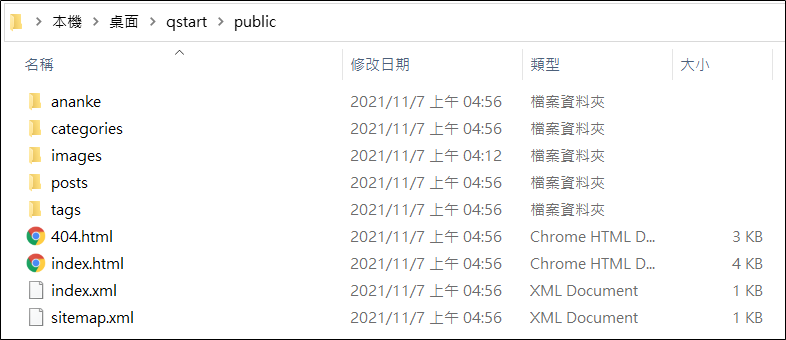 本機 > 桌面 > qstart > public
名稱 修改日期 類型 大小
ananke 2021/11/7 上午 04:56 檔案資料夾
categories 2021/11/7 上午 04:56 檔案資料夾
images 2021/11/7 上午 04:12 檔案資料夾
posts 2021/11/7 上午 04:56 檔案資料夾
tags 2021/11/7 上午 04:56 檔案資料夾
404.html 2021/11/7 上午 04:56 Chrome HTML D... 3 KB
index.html 2021/11/7 上午 04:56 Chrome HTML D... 4 KB
index.xml 2021/11/7 上午 04:56 XML Document 1 KB
sitemap.xml 2021/11/7 上午 04:56 XML Document 1 KB